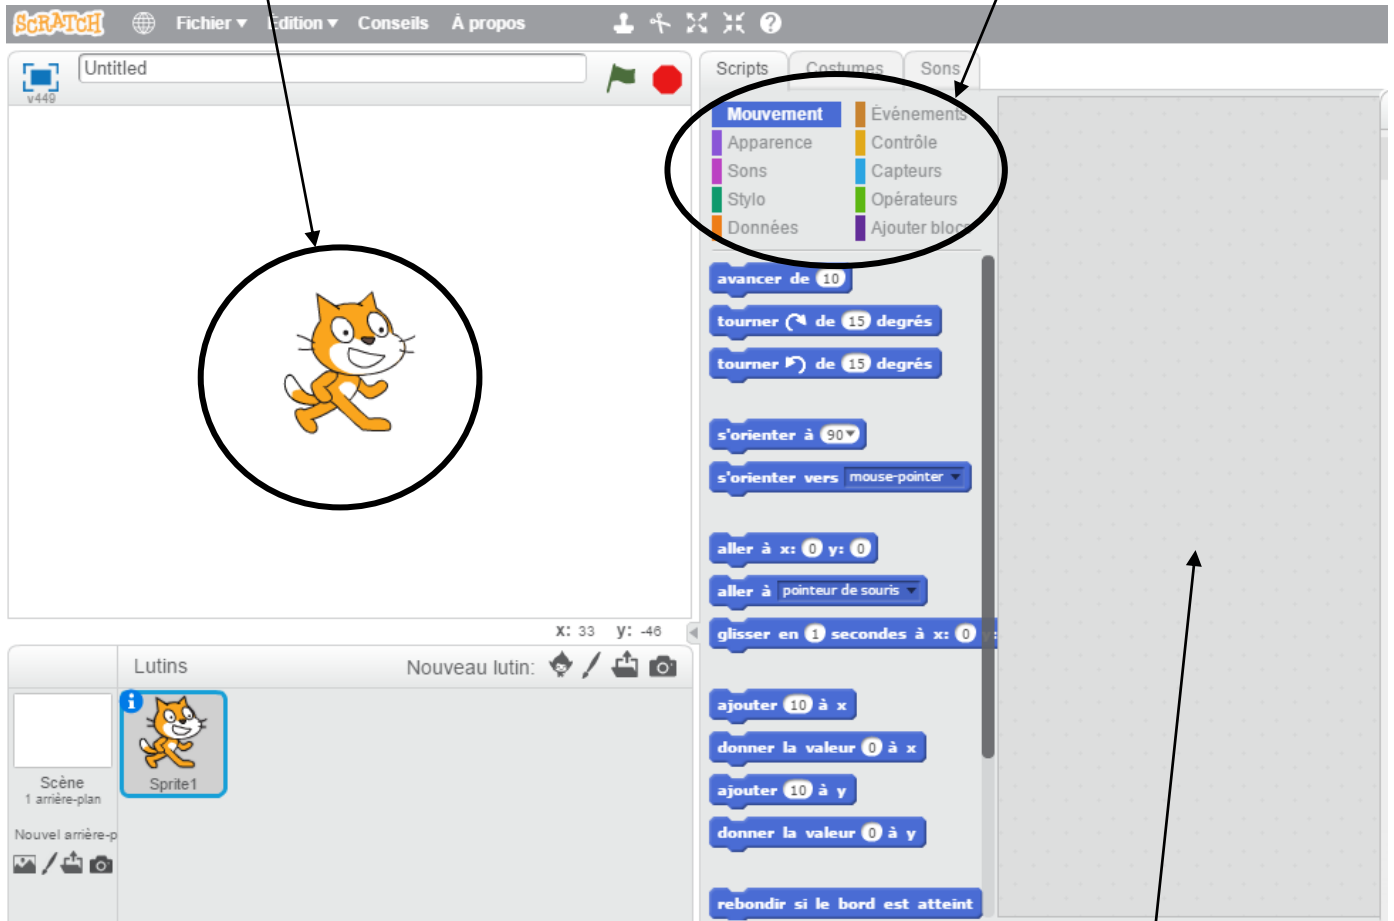 SCRATCH Fichier Edition Conseils À propos
Untitled
v449
x: 33 y: -46
Lutins Nouveau lutin:
Scène
1 arrière-plan
Sprite1
Nouvel arrière-p
Scripts Costumes Sons
Mouvement Événements
Apparence Contrôle
Sons Capteurs
Stylo Opérateurs
Données Ajouter blocs
avancer de 10
tourner de 15 degrés
tourner de 15 degrés
s'orienter à 90
s'orienter vers mouse-pointer
aller à x: 0 y: 0
aller à pointeur de souris
glisser en 1 secondes à x: 0 y:
ajouter 10 à x
donner la valeur 0 à x
ajouter 10 à y
donner la valeur 0 à y
rebondir si le bord est atteint